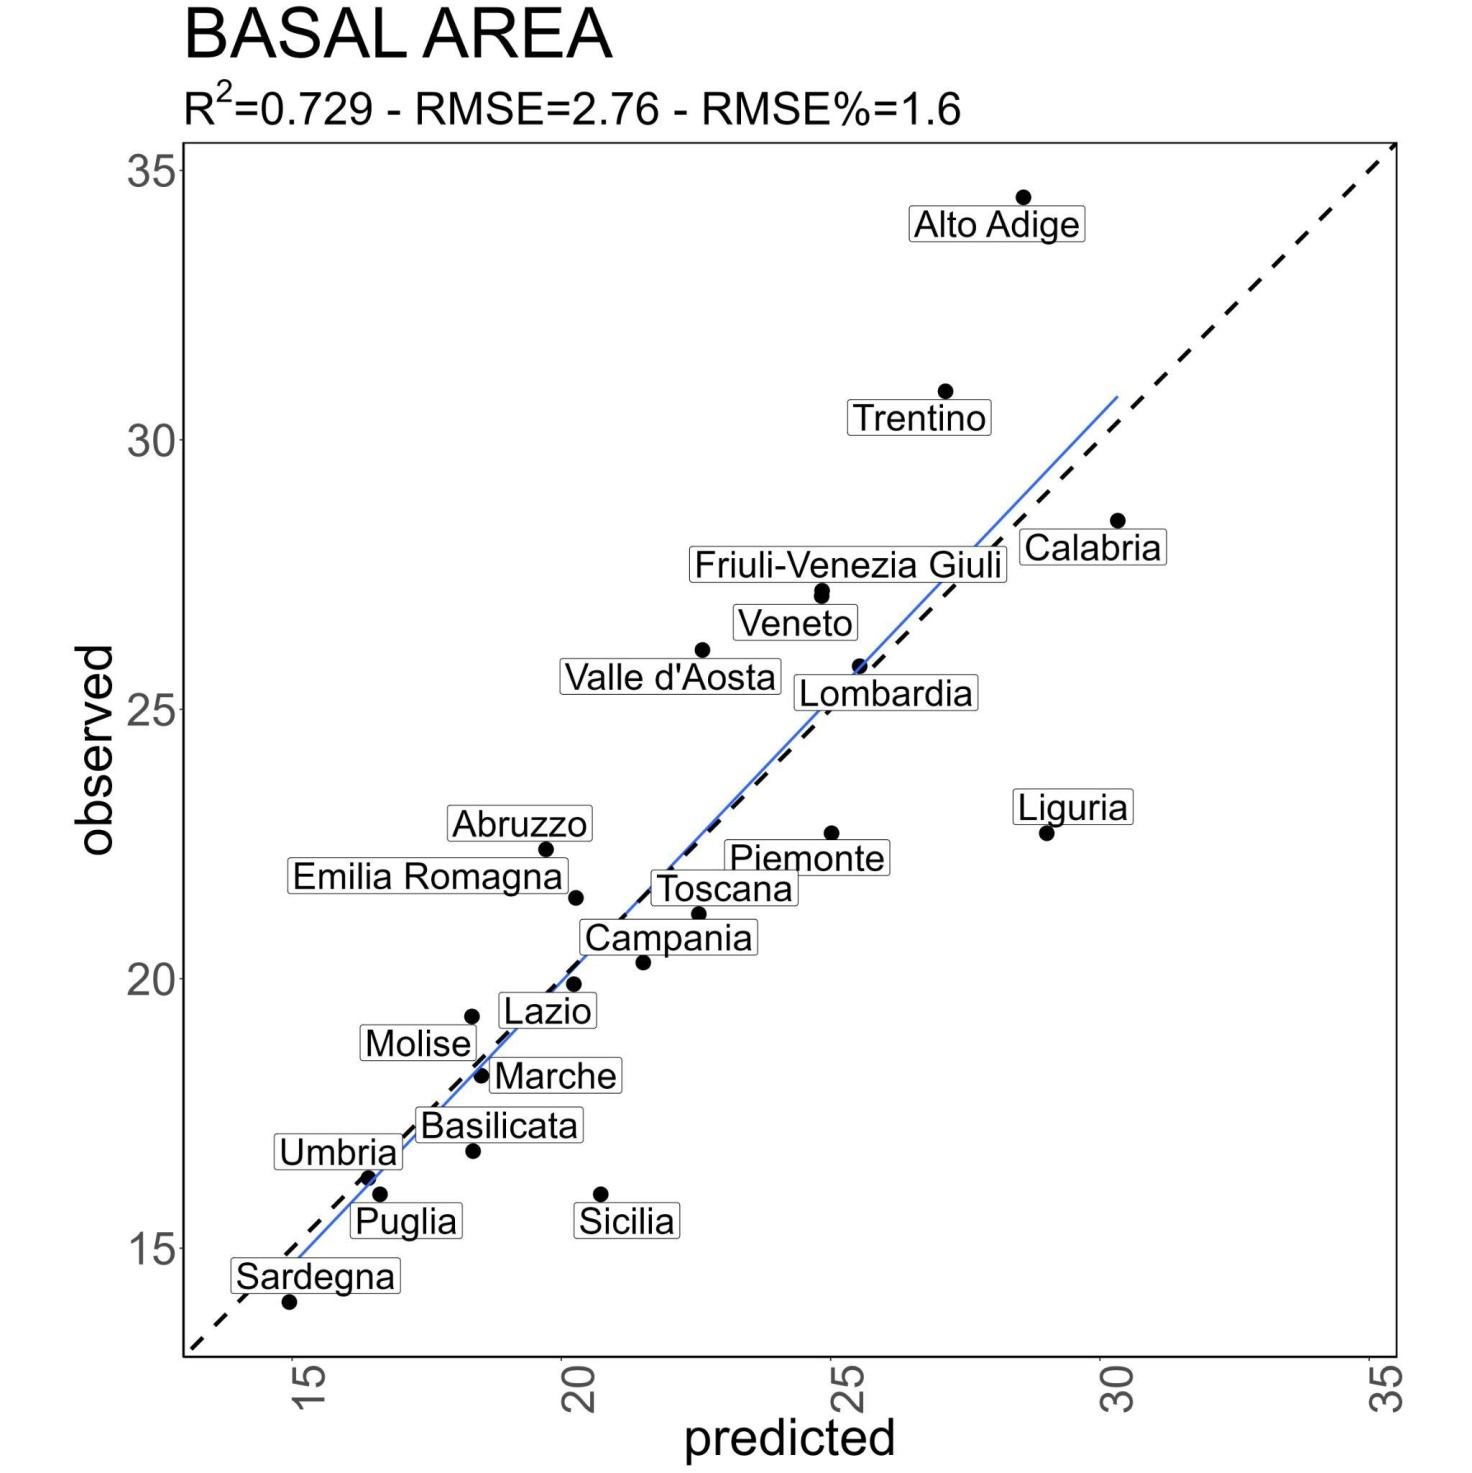 BASAL AREA
R²=0.729 - RMSE=2.76 - RMSE%=1.6
35
Alto Adige
30
Trentino
Calabria
Friuli-Venezia Giuli
Veneto
Valle d'Aosta
Lombardia
25
Liguria
Abruzzo
Piemonte
Emilia Romagna
Toscana
Campania
20
Lazio
Molise
Marche
Basilicata
Umbria
Puglia
Sicilia
15
Sardegna
observed
15 20 25 30 35
predicted